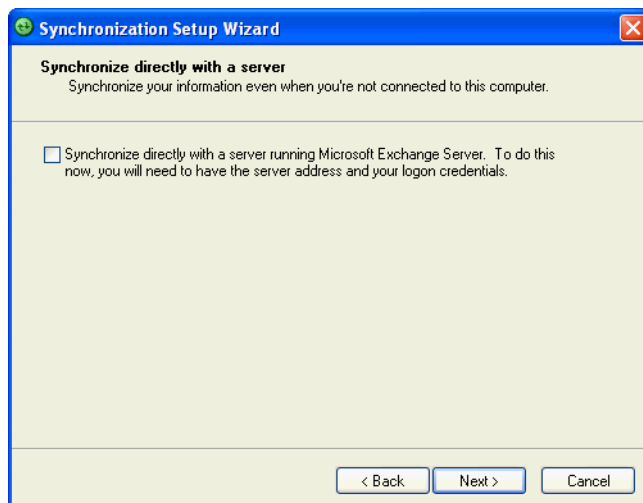 Synchronization Setup Wizard
Synchronize directly with a server
Synchronize your information even when you're not connected to this computer.
Synchronize directly with a server running Microsoft Exchange Server.  To do this
now, you will need to have the server address and your logon credentials.
< Back
Next >
Cancel